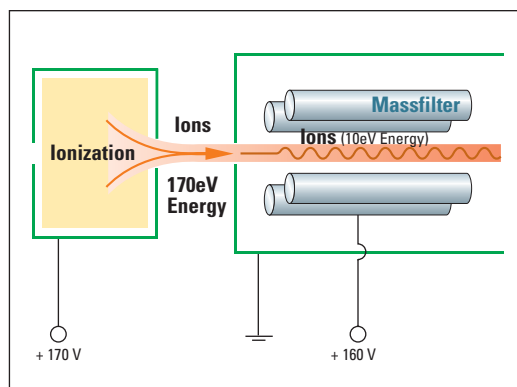 Ions
Ionization
170eV
Energy
Massfilter
Ions (10eV Energy)
+ 170 V
+160 V